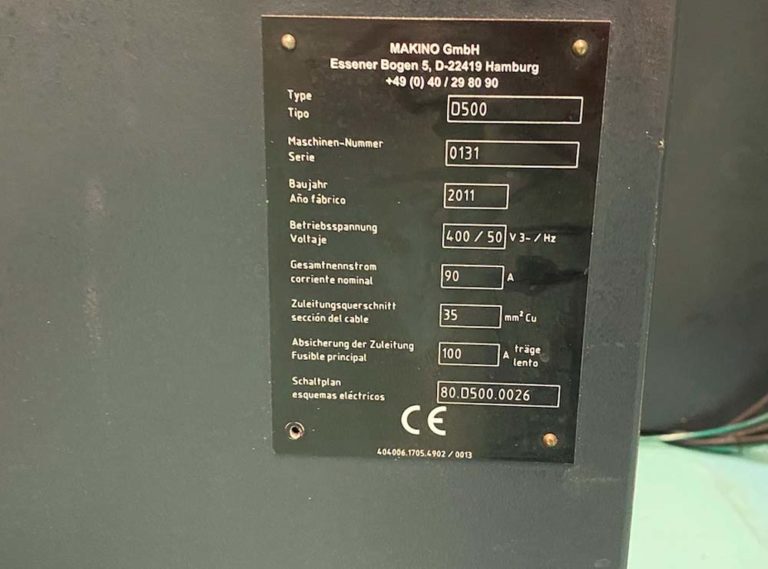 MAKINO GmbH
Essener Bogen 5, D-22419 Hamburg
+49 (0) 40 / 29 80 90
Type
Tipo
D500
Maschinen-Nummer
Serie
0131
Baujahr
Año fábrico
2011
Betriebsspannung
Voltaje
400 / 50 V 3~ / Hz
Gesamtnennstrom
corriente nominal
90 A
Zuleitungsquerschnitt
sección del cable
35 mm² Cu
Absicherung der Zuleitung
Fusible principal
100 A träge
lento
Schaltplan
esquemas eléctricos
80.D500.0026
CE
404006.1705.4902 / 0013